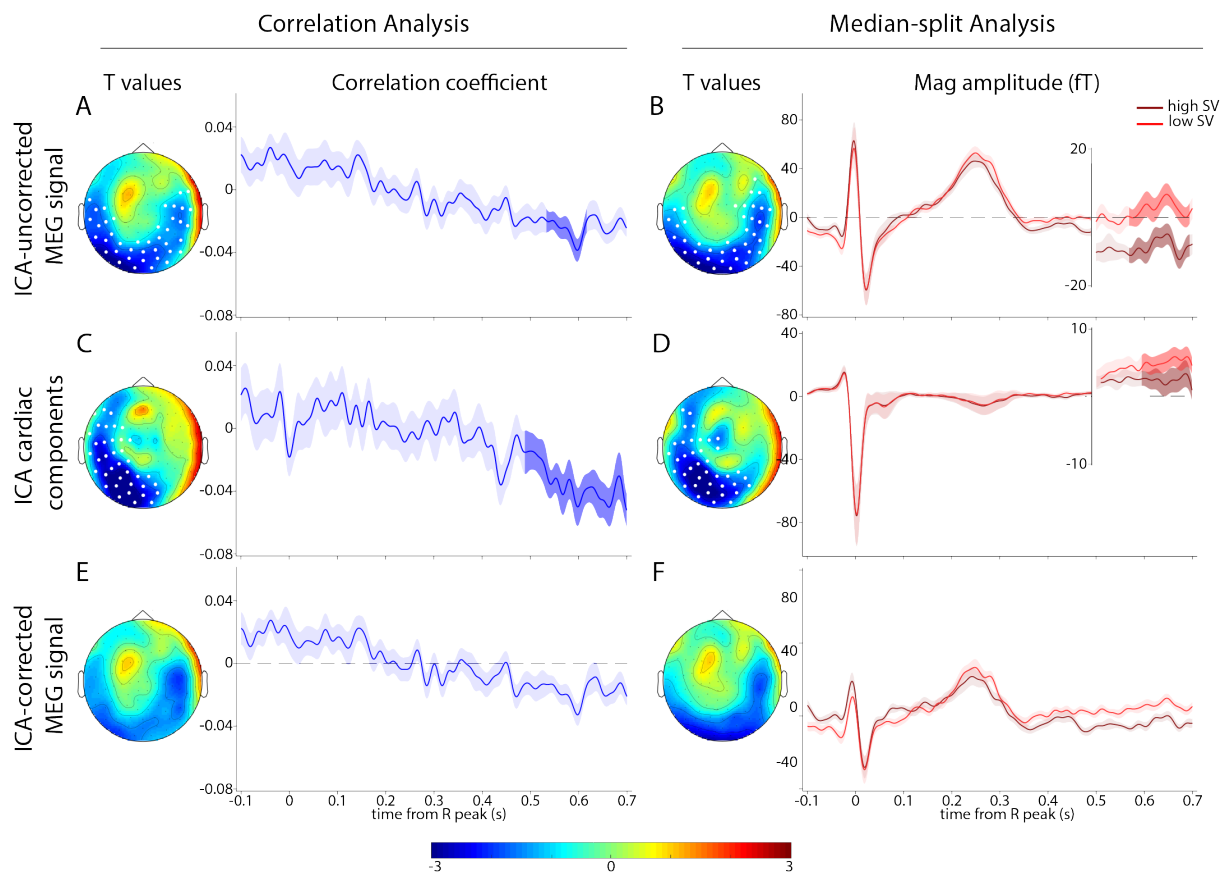 Correlation Analysis
Median-split Analysis
T values
Correlation coefficient
T values
Mag amplitude (fT)
ICA-uncorrected
MEG signal
A
0.04
0
-0.04
-0.08
B
80
40
0
-40
-80
high SV
low SV
20
-20
ICA cardiac
components
C
0.04
0
-0.04
-0.08
D
40
0
-40
-80
10
-10
ICA-corrected
MEG signal
E
0.04
0
-0.04
-0.08
-0.1 0 0.1 0.2 0.3 0.4 0.5 0.6 0.7
time from R peak (s)
F
80
40
0
-40
-0.1 0 0.1 0.2 0.3 0.4 0.5 0.6 0.7
time from R peak (s)
-3 0 3